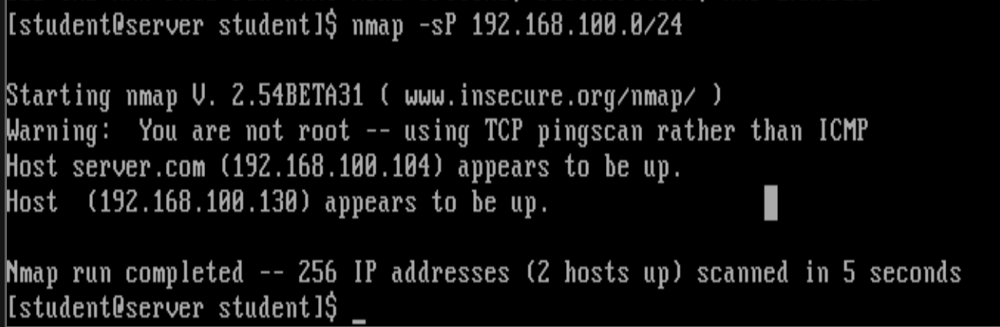 [student@server student]$ nmap -sP 192.168.100.0/24
Starting nmap V. 2.54BETA31 ( www.insecure.org/nmap/ )
Warning:  You are not root -- using TCP pingscan rather than ICMP
Host server.com (192.168.100.104) appears to be up.
Host  (192.168.100.130) appears to be up.
Nmap run completed -- 256 IP addresses (2 hosts up) scanned in 5 seconds
[student@server student]$ _